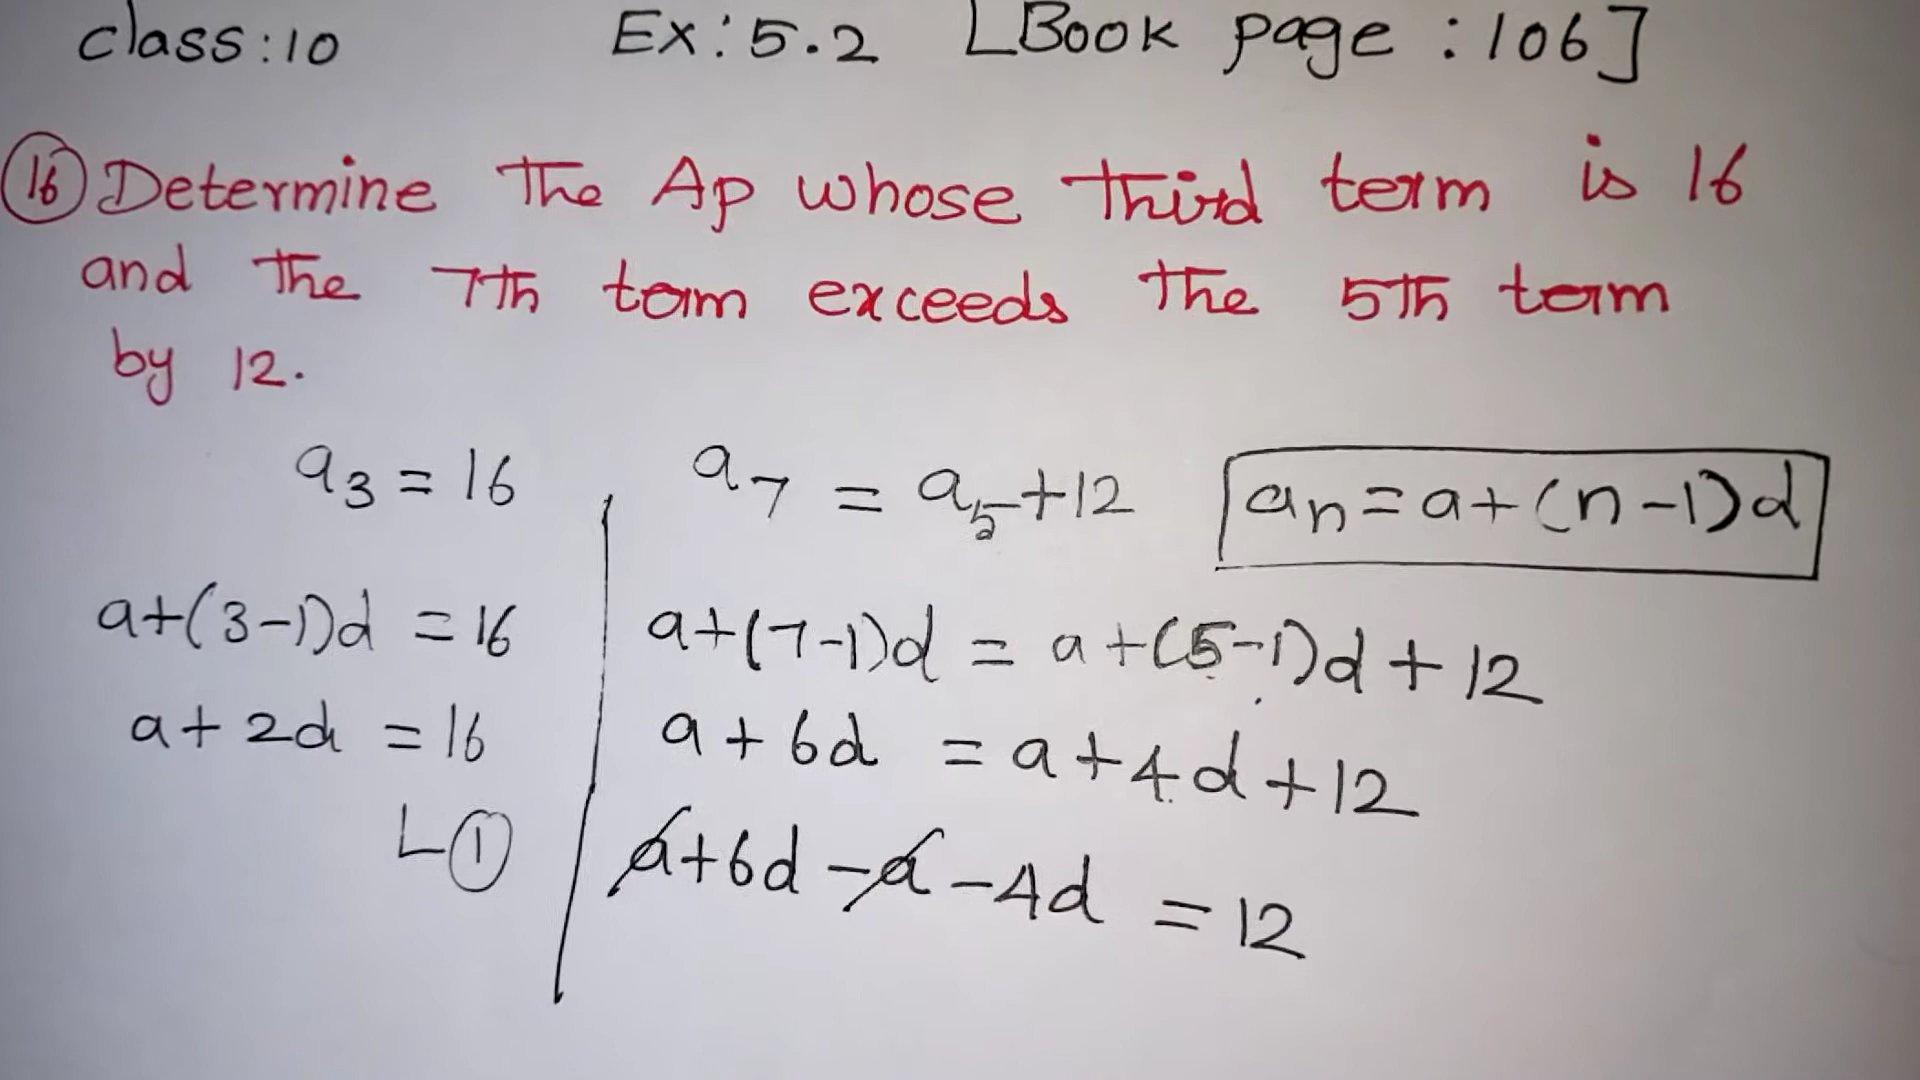 class:10 Ex:5.2 [Book page:106]
16 Determine the Ap whose third term is 16
and the 7th term exceeds the 5th term
by 12.
a3 = 16 a7 = a5+12 an = a+(n-1)d
a+(3-1)d = 16 a+(7-1)d = a+(5-1)d+12
a+2d = 16 a+6d = a+4d+12
1 a+6d-a-4d = 12